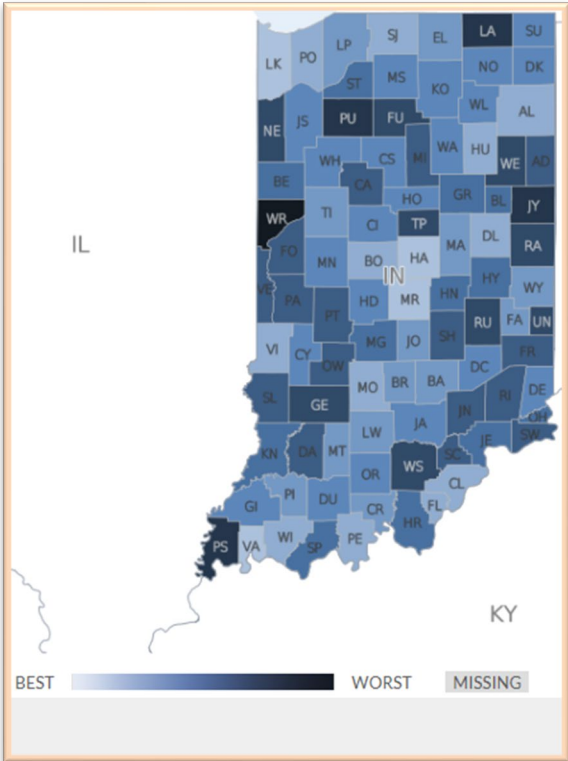 LK PO LP SJ EL LA SU
ST MS KO NO DK
NE JS PU FU WL AL
WH CS MI WA HU WE AD
BE CA HO GR BL JY
WR TI CI TP
FO MN BO HA MA DL RA
IL
IN
VE PA PT HD MR HN HY WY
RU FA UN
VI CY MG JO SH FR
OW MO BR BA DC
SL GE JN RI DE
OH
KN DA MT LW JA JE SW
OR WS SC CL
GI PI DU CR FL
HR
PS VA WI SP PE
KY
BEST WORST MISSING